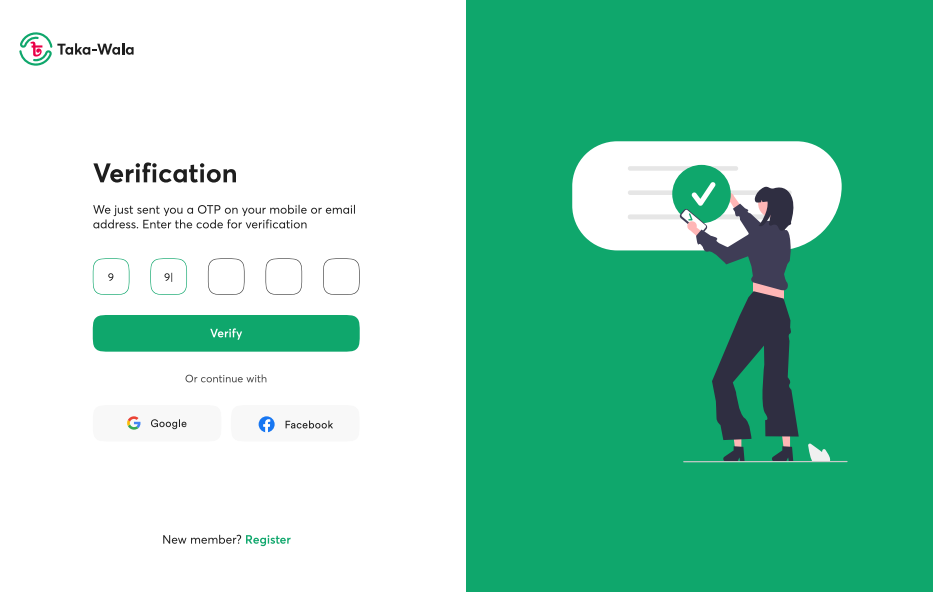 ৳ Taka-Wala
Verification
We just sent you a OTP on your mobile or email
address. Enter the code for verification
9 9
Verify
Or continue with
Google Facebook
New member? Register